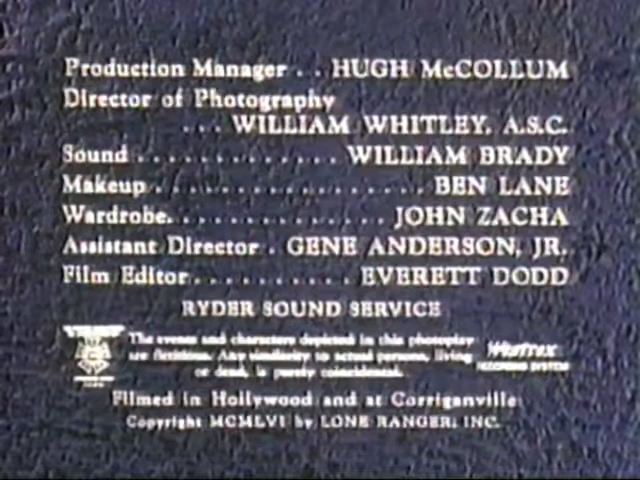 Production Manager . . HUGH McCOLLUM
Director of Photography
. . . WILLIAM WHITLEY, A.S.C.
Sound . . . . . . . . . . . . . WILLIAM BRADY
Makeup . . . . . . . . . . . . . . . . . BEN LANE
Wardrobe. . . . . . . . . . . . . . JOHN ZACHA
Assistant Director . GENE ANDERSON, JR.
Film Editor . . . . . . . . . . EVERETT DODD
RYDER SOUND SERVICE
The events and characters depicted in this photoplay
are fictitious. Any similarity to actual persons, living
or dead, is purely coincidental.
RECORDING SYSTEM
Filmed in Hollywood and at Corriganville
Copyright MCMLVI by LONE RANGER, INC.